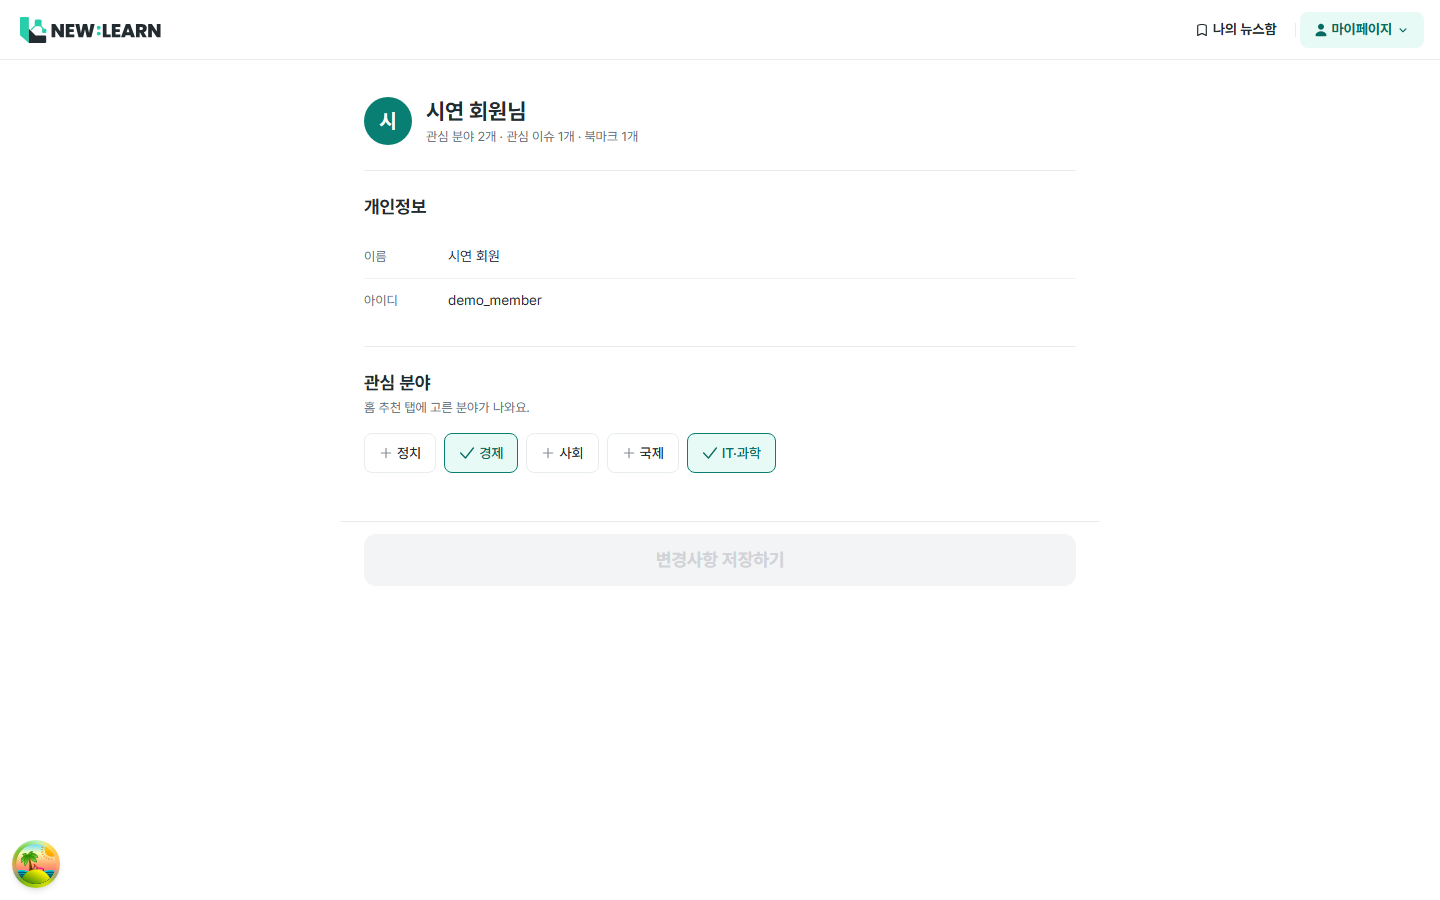 NEW:LEARN
나의 뉴스함
마이페이지
시
시연 회원님
관심 분야 2개 · 관심 이슈 1개 · 북마크 1개
개인정보
이름
시연 회원
아이디
demo_member
관심 분야
홈 추천 탭에 고른 분야가 나와요.
정치
경제
사회
국제
IT·과학
변경사항 저장하기